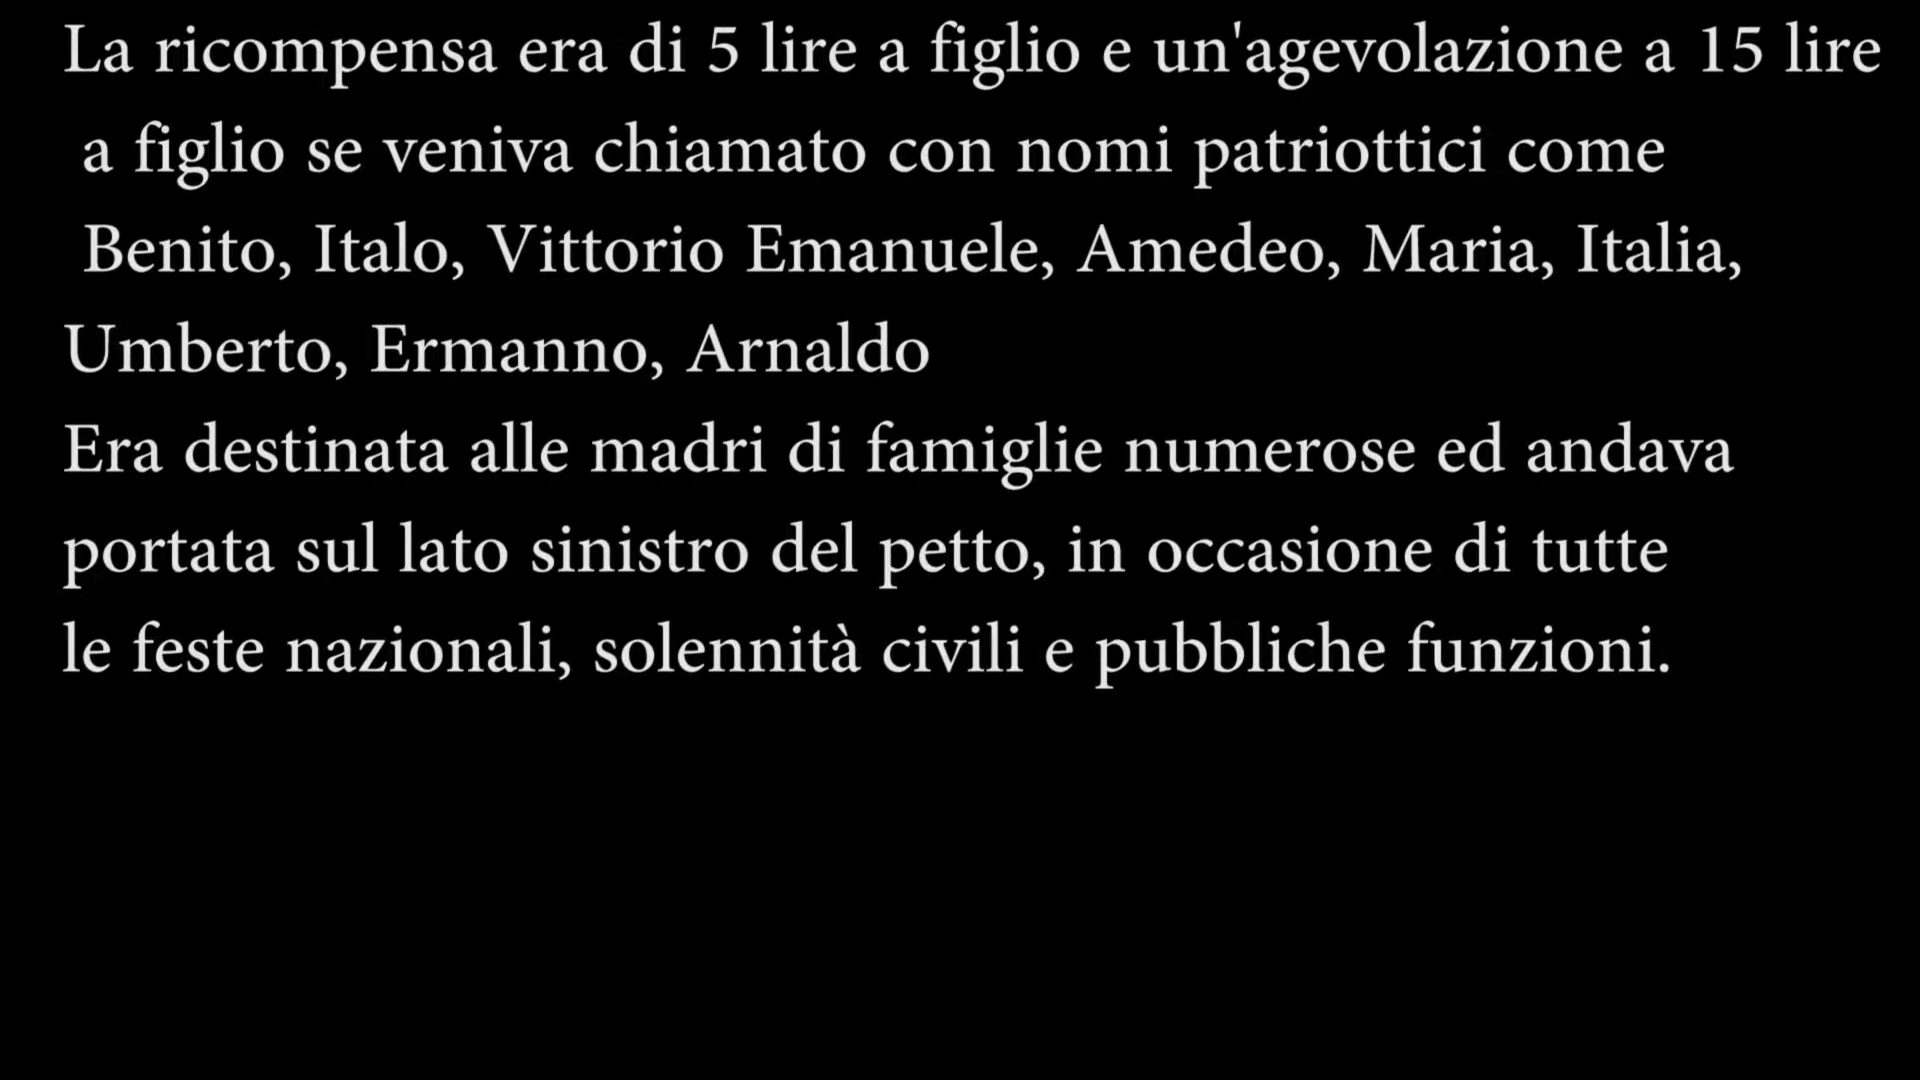 La ricompensa era di 5 lire a figlio e un'agevolazione a 15 lire
a figlio se veniva chiamato con nomi patriottici come
Benito, Italo, Vittorio Emanuele, Amedeo, Maria, Italia,
Umberto, Ermanno, Arnaldo
Era destinata alle madri di famiglie numerose ed andava
portata sul lato sinistro del petto, in occasione di tutte
le feste nazionali, solennità civili e pubbliche funzioni.